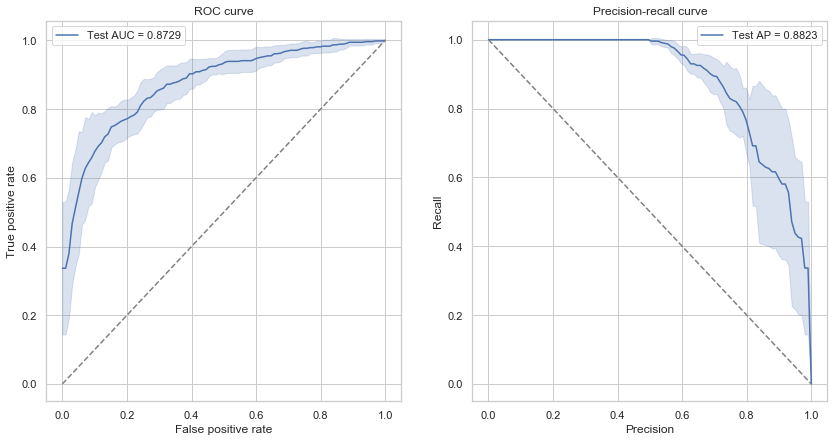 ROC curve
Test AUC = 0.8729
True positive rate
1.0
0.8
0.6
0.4
0.2
0.0
0.0 0.2 0.4 0.6 0.8 1.0
False positive rate
Precision-recall curve
Test AP = 0.8823
Recall
1.0
0.8
0.6
0.4
0.2
0.0
0.0 0.2 0.4 0.6 0.8 1.0
Precision